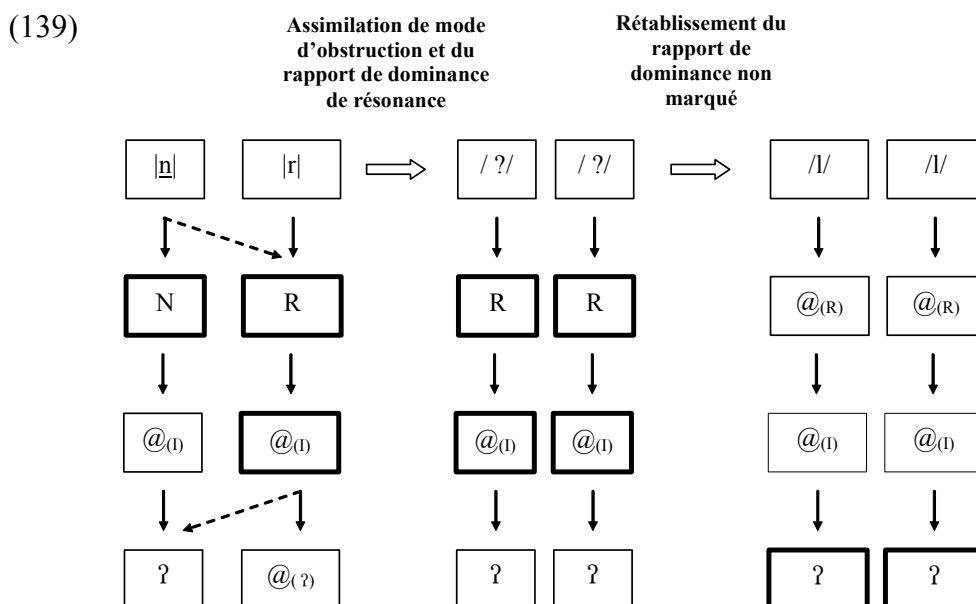 (139)
Assimilation de mode
d’obstruction et du
rapport de dominance
de résonance
Rétablissement du
rapport de
dominance non
marqué
|n| |r| / ?/ / ?/ /l/ /l/
N R R R @(R) @(R)
@(I) @(I) @(I) @(I) @(I) @(I)
ʔ @( ʔ) ʔ ʔ ʔ ʔ